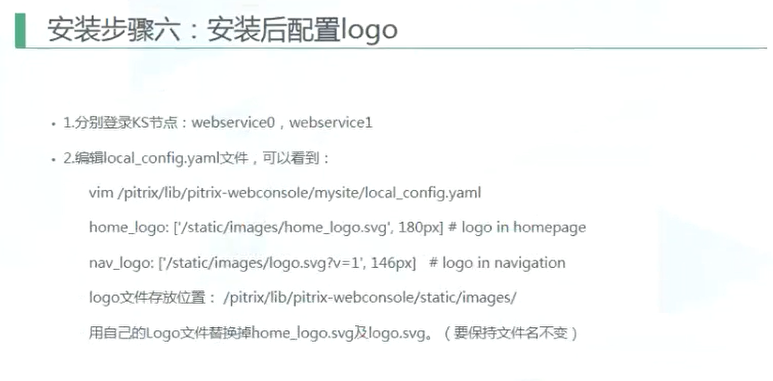 安装步骤六：安装后配置logo
• 1.分别登录KS节点：webservice0，webservice1
• 2.编辑local_config.yaml文件，可以看到：
vim /pitrix/lib/pitrix-webconsole/mysite/local_config.yaml
home_logo: ['/static/images/home_logo.svg', 180px] # logo in homepage
nav_logo: ['/static/images/logo.svg?v=1', 146px]   # logo in navigation
logo文件存放位置： /pitrix/lib/pitrix-webconsole/static/images/
用自己的Logo文件替换掉home_logo.svg及logo.svg。（要保持文件名不变）